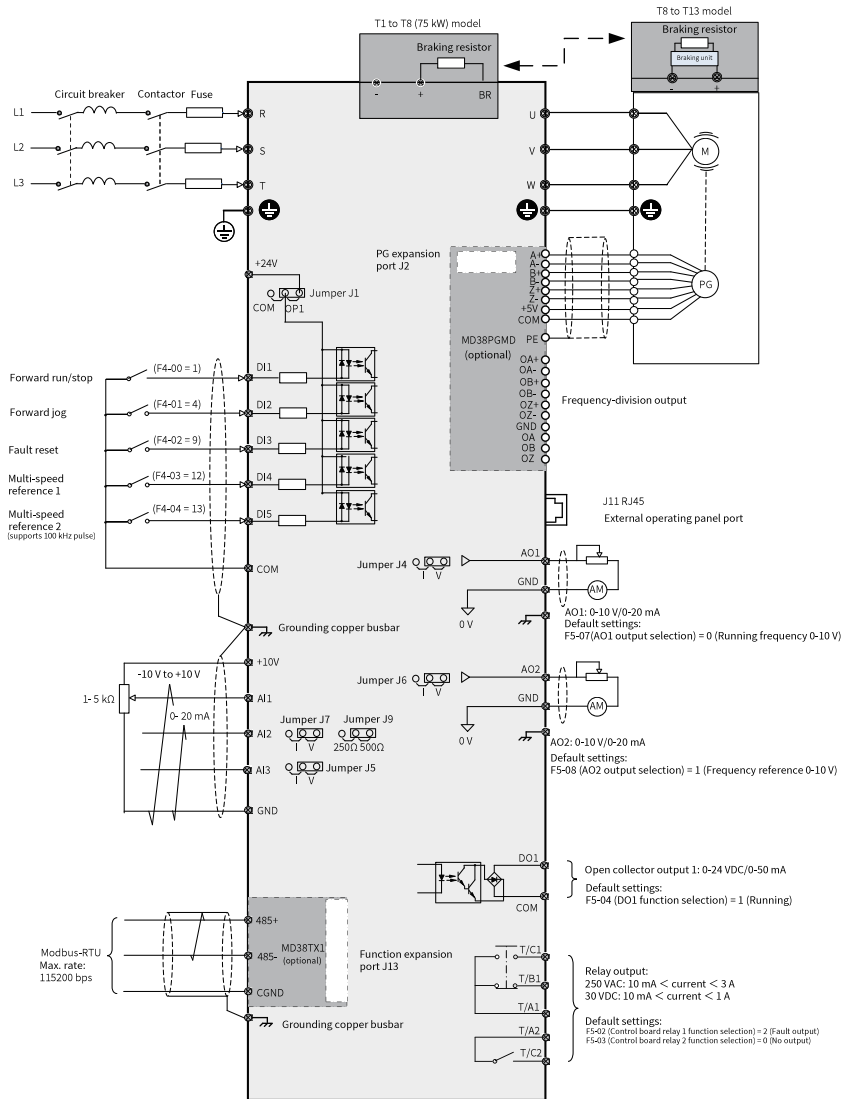 T1 to T8 (75 kW) model
Braking resistor
- + BR
T8 to T13 model
Braking resistor
Braking unit
- +
Circuit breaker Contactor Fuse
L1
L2
L3
R
S
T
U
V
W
M
PG
+24V
COM OP1 Jumper J1
PG expansion
port J2
MD38PGMD
(optional)
A+
A-
B+
B-
Z+
Z-
+5V
COM
PE
OA+
OA-
OB+
OB-
OZ+
OZ-
GND
OA
OB
OZ
Frequency-division output
Forward run/stop (F4-00 = 1) DI1
Forward jog (F4-01 = 4) DI2
Fault reset (F4-02 = 9) DI3
Multi-speed
reference 1
(F4-03 = 12) DI4
Multi-speed
reference 2
(supports 100 kHz pulse)
(F4-04 = 13) DI5
COM
J11 RJ45
External operating panel port
Jumper J4
I V
AO1
GND
0 V
AM
AO1: 0-10 V/0-20 mA
Default settings:
F5-07(AO1 output selection) = 0 (Running frequency 0-10 V)
Grounding copper busbar
+10V
-10 V to +10 V
1- 5 kΩ
AI1
0- 20 mA
AI2
AI3
GND
Jumper J7
I V
Jumper J9
250Ω 500Ω
Jumper J5
I V
Jumper J6
I V
AO2
GND
0 V
AM
AO2: 0-10 V/0-20 mA
Default settings:
F5-08 (AO2 output selection) = 1 (Frequency reference 0-10 V)
DO1
COM
Open collector output 1: 0-24 VDC/0-50 mA
Default settings:
F5-04 (DO1 function selection) = 1 (Running)
Modbus-RTU
Max. rate:
115200 bps
485+
485-
CGND
MD38TX1
(optional)
Function expansion
port J13
Grounding copper busbar
T/C1
T/B1
T/A1
T/A2
T/C2
Relay output:
250 VAC: 10 mA < current < 3 A
30 VDC: 10 mA < current < 1 A
Default settings:
F5-02 (Control board relay 1 function selection) = 2 (Fault output)
F5-03 (Control board relay 2 function selection) = 0 (No output)